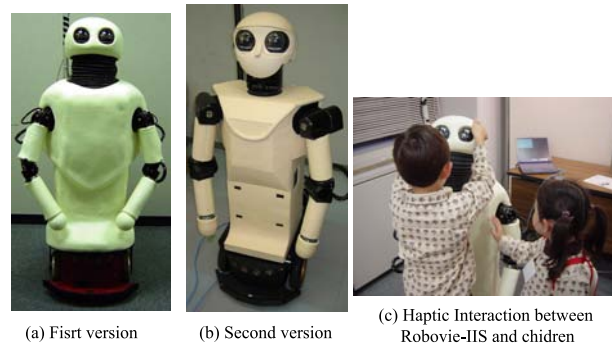 (a) Fisrt version
(b) Second version
(c) Haptic Interaction between
Robovie-IIS and chidren